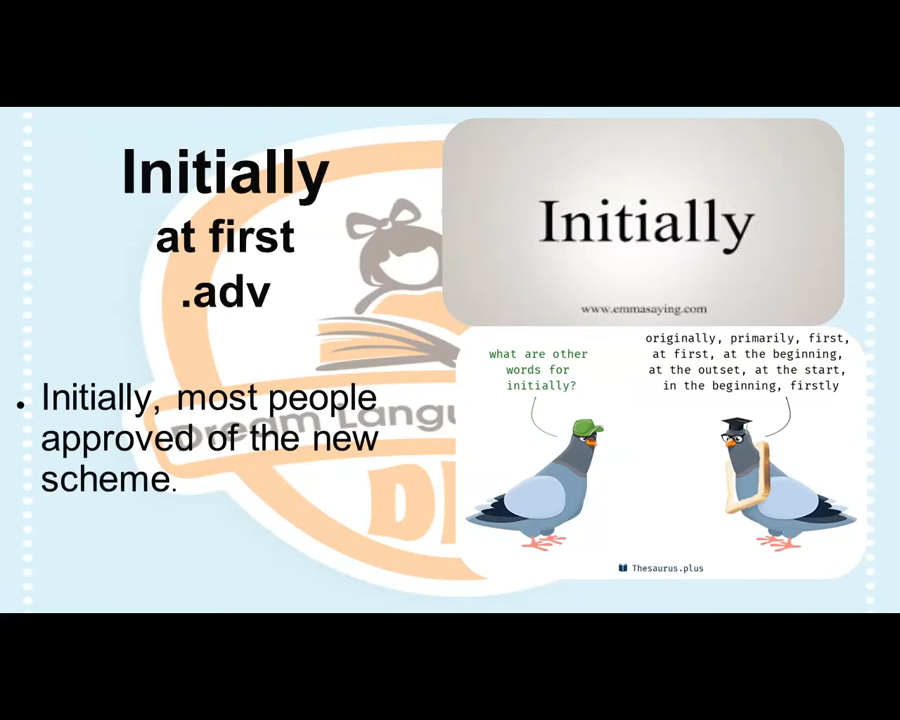 Initially
at first
.adv
• Initially, most people
approved of the new
scheme.
Initially
www.emmasaying.com
what are other
words for
initially?
originally, primarily, first,
at first, at the beginning,
at the outset, at the start,
in the beginning, firstly
Thesaurus.plus
Dream Langu